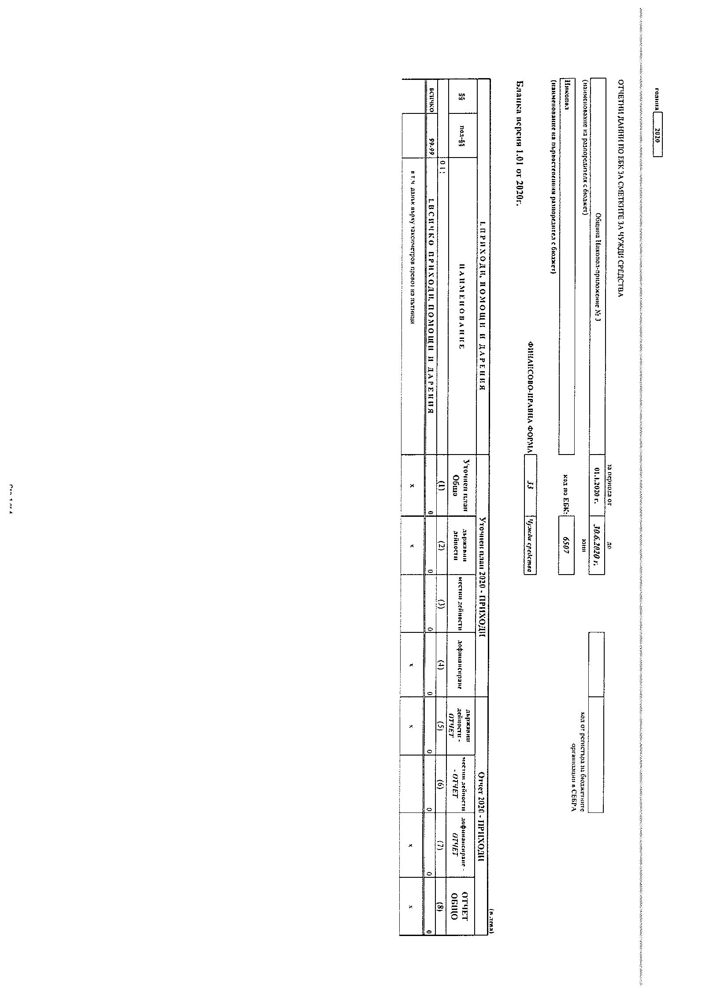 година 2020
ОТЧЕТНИ ДАННИ ПО ЕБК ЗА СМЕТКИТЕ ЗА ЧУЖДИ СРЕДСТВА
за периода от до
Община Никопол-приложение № 3 01.1.2020 г. 30.6.2020 г.
(наименование на разпоредителя с бюджет) юни
код от регистъра на бюджетните
организации в СЕБРА
Никопол код по ЕБК: 6507
(наименование на първостепенния разпоредител с бюджет)
ФИНАНСОВО-ПРАВНА ФОРМА 33 Чужди средства
Бланка версия 1.01 от 2020г.
(в лева)
I. ПРИХОДИ, ПОМОЩИ И ДАРЕНИЯ Уточнен план 2020 - ПРИХОДИ Отчет 2020 - ПРИХОДИ
§§ под-§§ НАИМЕНОВАНИЕ Уточнен план Общо държавни дейности местни дейности дофинансиране държавни дейности - ОТЧЕТ местни дейности - ОТЧЕТ дофинансиране - ОТЧЕТ ОТЧЕТ ОБЩО
(1) (2) (3) (4) (5) (6) (7) (8)
ВСИЧКО 99-99 I. ВСИЧКО ПРИХОДИ, ПОМОЩИ И ДАРЕНИЯ 0 0 0 0 0 0 0 0
в т.ч. данък върху таксиметров превоз на пътници x x x x x x